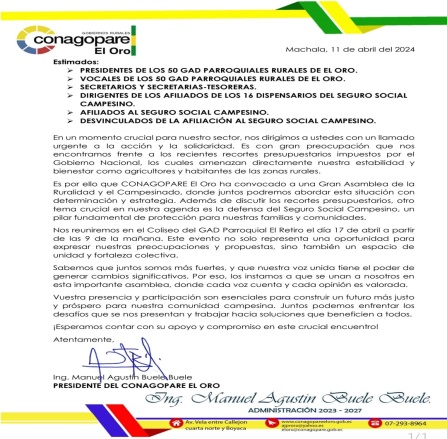 GOBIERNOS RURALES
conagopare
El Oro
Machala, 11 de abril del 2024
Estimados:
➢ PRESIDENTES DE LOS 50 GAD PARROQUIALES RURALES DE EL ORO.
➢ VOCALES DE LOS 50 GAD PARROQUIALES RURALES DE EL ORO.
➢ SECRETARIOS Y SECRETARIAS-TESORERAS.
➢ DIRIGENTES DE LOS AFILIADOS DE LOS 16 DISPENSARIOS DEL SEGURO SOCIAL
CAMPESINO.
➢ AFILIADOS AL SEGURO SOCIAL CAMPESINO.
➢ DESVINCULADOS DE LA AFILIACIÓN AL SEGURO SOCIAL CAMPESINO.
En un momento crucial para nuestro sector, nos dirigimos a ustedes con un llamado
urgente a la acción y la solidaridad. Es con gran preocupación que nos
encontramos frente a los recientes recortes presupuestarios impuestos por el
Gobierno Nacional, los cuales amenazan directamente nuestra estabilidad y
bienestar como agricultores y habitantes de las zonas rurales.
Es por ello que CONAGOPARE El Oro ha convocado a una Gran Asamblea de la
Ruralidad y el Campesinado, donde juntos podremos abordar esta situación con
determinación y estrategia. Además de discutir los recortes presupuestarios, otro
tema crucial en nuestra agenda es la defensa del Seguro Social Campesino, un
pilar fundamental de protección para nuestras familias y comunidades.
Nos reuniremos en el Coliseo del GAD Parroquial El Retiro el día 17 de abril a partir
de las 9 de la mañana. Este evento no solo representa una oportunidad para
expresar nuestras preocupaciones y propuestas, sino también un espacio de
unidad y fortaleza colectiva.
Sabemos que juntos somos más fuertes, y que nuestra voz unida tiene el poder de
generar cambios significativos. Por eso, los instamos a que se unan a nosotros en
esta importante asamblea, donde cada voz cuenta y cada opinión es valorada.
Vuestra presencia y participación son esenciales para construir un futuro más justo
y próspero para nuestra comunidad campesina. Juntos podemos enfrentar los
desafíos que se nos presentan y trabajar hacia soluciones que beneficien a todos.
¡Esperamos contar con su apoyo y compromiso en este crucial encuentro!
Atentamente,
Ing. Manuel Agustín Buele Buele
PRESIDENTE DEL CONAGOPARE EL ORO
Ing. Manuel Agustin Buele Buele.
ADMINISTRACIÓN 2023 - 2027
Av. Vela entre Callejon
cuarta norte y Boyaca
www.conagopareeloro.gob.ec
07-293-8964
1 / 1